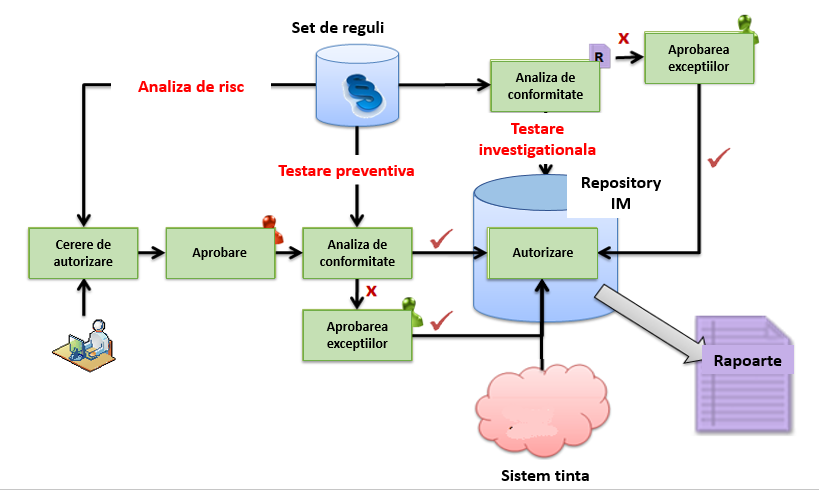 Set de reguli
Aprobarea
exceptiilor
x
R
Analiza de
conformitate
Analiza de risc
§
Testare
investigationala
Testare preventiva
Repository
IM
Cerere de
autorizare
Aprobare
Analiza de
conformitate
Autorizare
x
Aprobarea
exceptiilor
Rapoarte
Sistem tinta